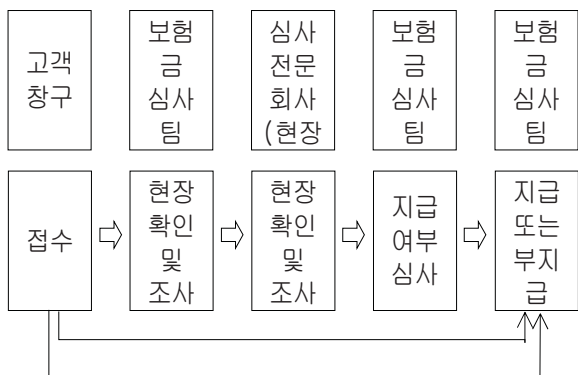 고객
창구
보험
금
심사
팀
심사
전문
회사
(현장
보험
금
심사
팀
보험
금
심사
팀
접수
현장
확인
및
조사
현장
확인
및
조사
지급
여부
심사
지급
또는
부지
급